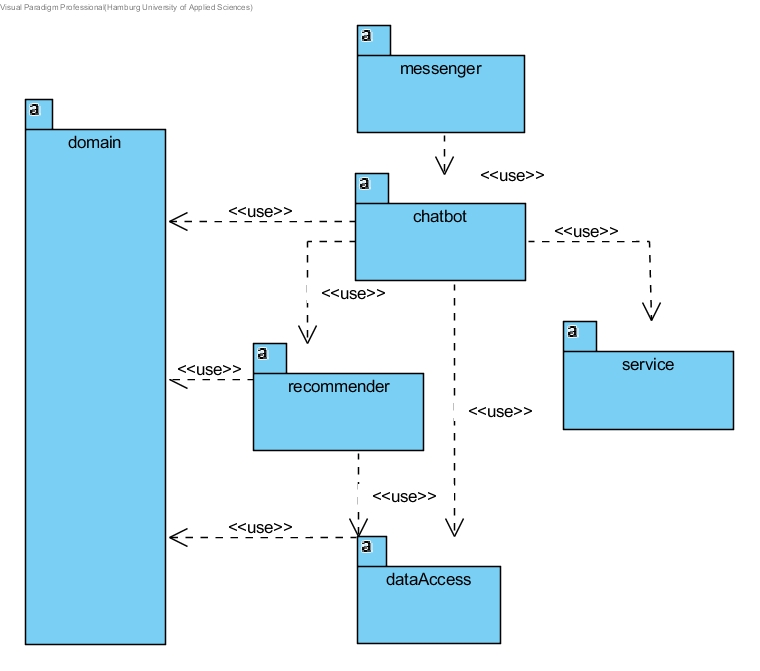 Visual Paradigm Professional(Hamburg University of Applied Sciences)
a
messenger
a
domain
<<use>>
a
chatbot
<<use>>
<<use>>
<<use>>
a
service
a
recommender
<<use>>
<<use>>
<<use>>
<<use>>
a
dataAccess